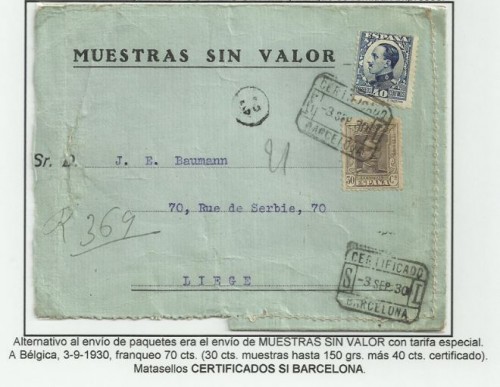 MUESTRAS SIN VALOR
ESPAÑA
40
CERTIFICADO
-3 SEP. 30
BARCELONA
Sr. D. J. E. Baumann
ESPAÑA
70, Rue de Serbie, 70
R 369
LIEGE
CERTIFICADO
S -3 SEP. 30 I
BARCELONA
Alternativo al envío de paquetes era el envío de MUESTRAS SIN VALOR con tarifa especial.
A Bélgica, 3-9-1930, franqueo 70 cts. (30 cts. muestras hasta 150 grs. más 40 cts. certificado).
Matasellos CERTIFICADOS SI BARCELONA.